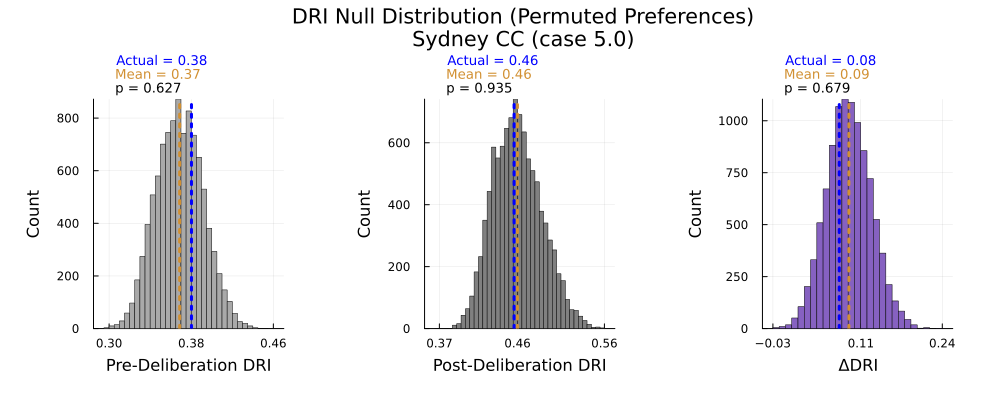 DRI Null Distribution (Permuted Preferences)
Sydney CC (case 5.0)
Actual = 0.38
Mean = 0.37
p = 0.627
Count
800
600
400
200
0
0.30
0.38
0.46
Pre-Deliberation DRI
Actual = 0.46
Mean = 0.46
p = 0.935
Count
600
400
200
0
0.37
0.46
0.56
Post-Deliberation DRI
Actual = 0.08
Mean = 0.09
p = 0.679
Count
1000
750
500
250
0
−0.03
0.11
0.24
ΔDRI